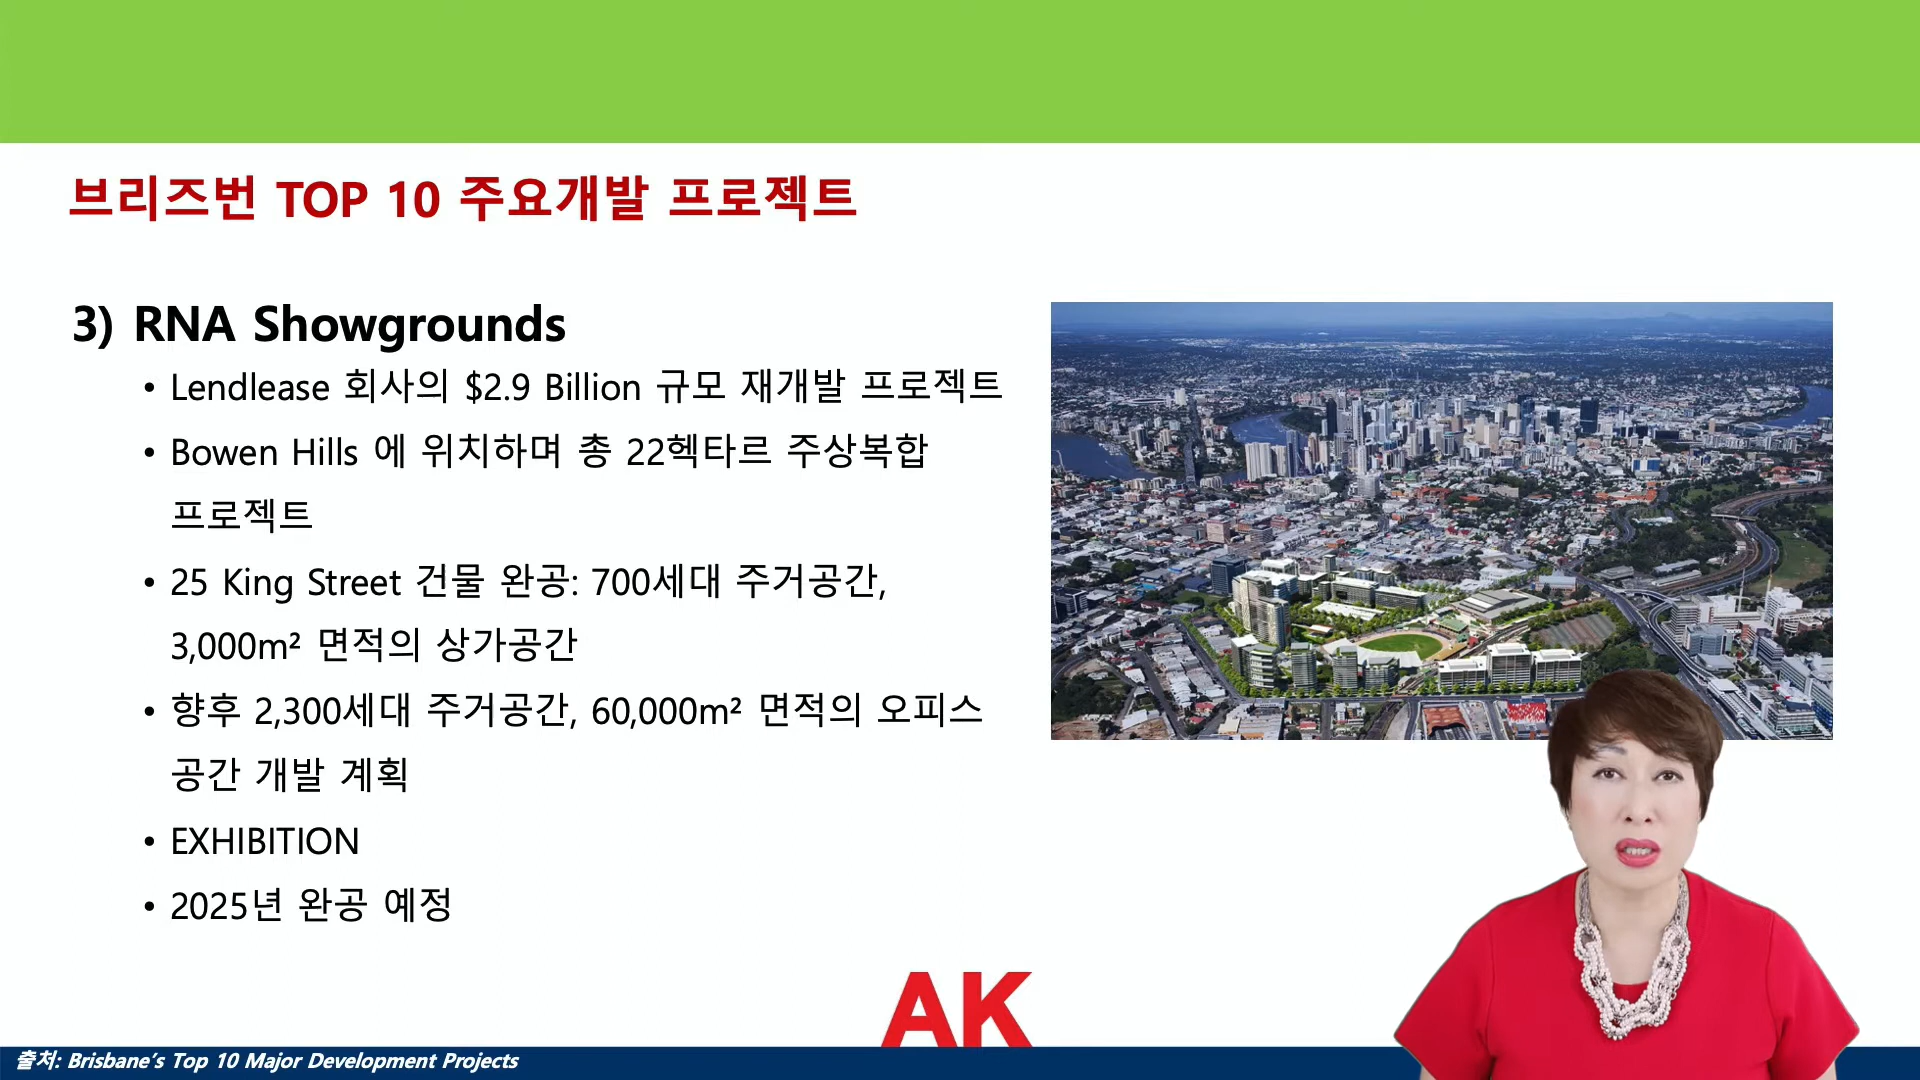 브리즈번 TOP 10 주요개발 프로젝트
3) RNA Showgrounds
• Lendlease 회사의 $2.9 Billion 규모 재개발 프로젝트
• Bowen Hills 에 위치하며 총 22헥타르 주상복합
프로젝트
• 25 King Street 건물 완공: 700세대 주거공간,
3,000m² 면적의 상가공간
• 향후 2,300세대 주거공간, 60,000m² 면적의 오피스
공간 개발 계획
• EXHIBITION
• 2025년 완공 예정
AK
출처: Brisbane’s Top 10 Major Development Projects